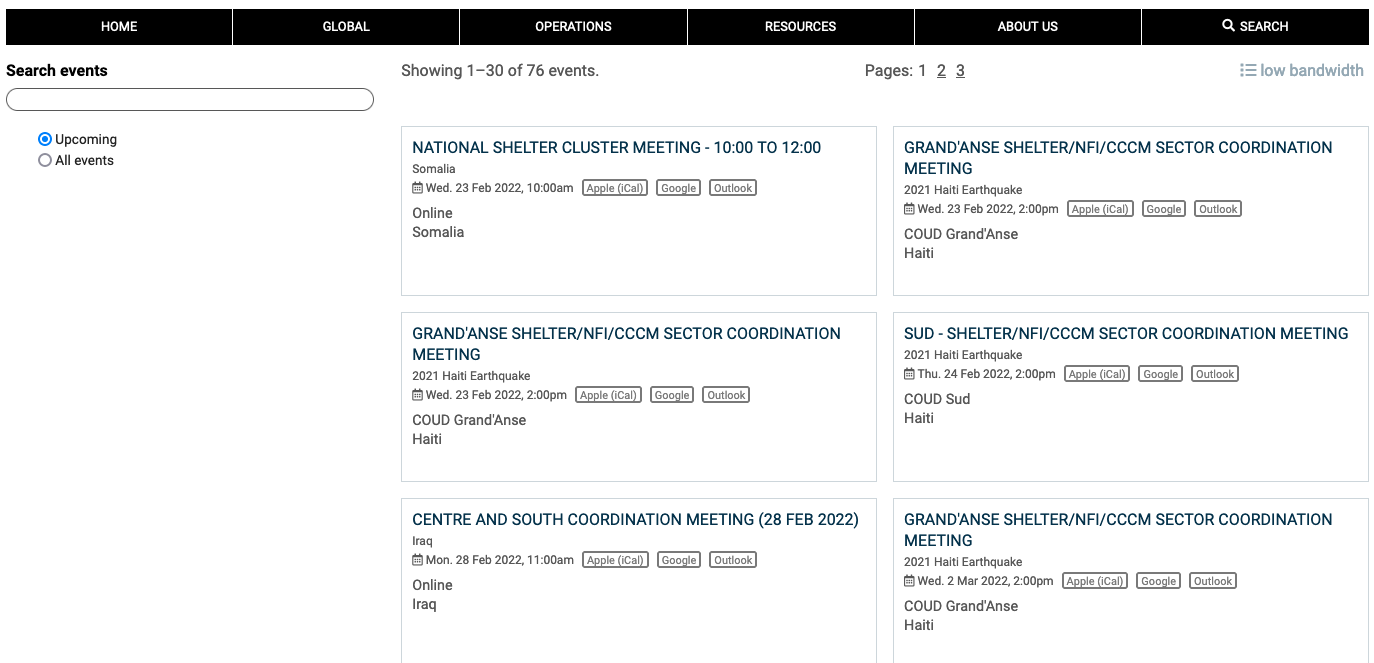 HOME GLOBAL OPERATIONS RESOURCES ABOUT US SEARCH
Search events
Upcoming
All events
Showing 1–30 of 76 events. Pages: 1 2 3 low bandwidth
NATIONAL SHELTER CLUSTER MEETING - 10:00 TO 12:00
Somalia
Wed. 23 Feb 2022, 10:00am Apple (iCal) Google Outlook
Online
Somalia
GRAND'ANSE SHELTER/NFI/CCCM SECTOR COORDINATION
MEETING
2021 Haiti Earthquake
Wed. 23 Feb 2022, 2:00pm Apple (iCal) Google Outlook
COUD Grand'Anse
Haiti
GRAND'ANSE SHELTER/NFI/CCCM SECTOR COORDINATION
MEETING
2021 Haiti Earthquake
Wed. 23 Feb 2022, 2:00pm Apple (iCal) Google Outlook
COUD Grand'Anse
Haiti
SUD - SHELTER/NFI/CCCM SECTOR COORDINATION MEETING
2021 Haiti Earthquake
Thu. 24 Feb 2022, 2:00pm Apple (iCal) Google Outlook
COUD Sud
Haiti
CENTRE AND SOUTH COORDINATION MEETING (28 FEB 2022)
Iraq
Mon. 28 Feb 2022, 11:00am Apple (iCal) Google Outlook
Online
Iraq
GRAND'ANSE SHELTER/NFI/CCCM SECTOR COORDINATION
MEETING
2021 Haiti Earthquake
Wed. 2 Mar 2022, 2:00pm Apple (iCal) Google Outlook
COUD Grand'Anse
Haiti